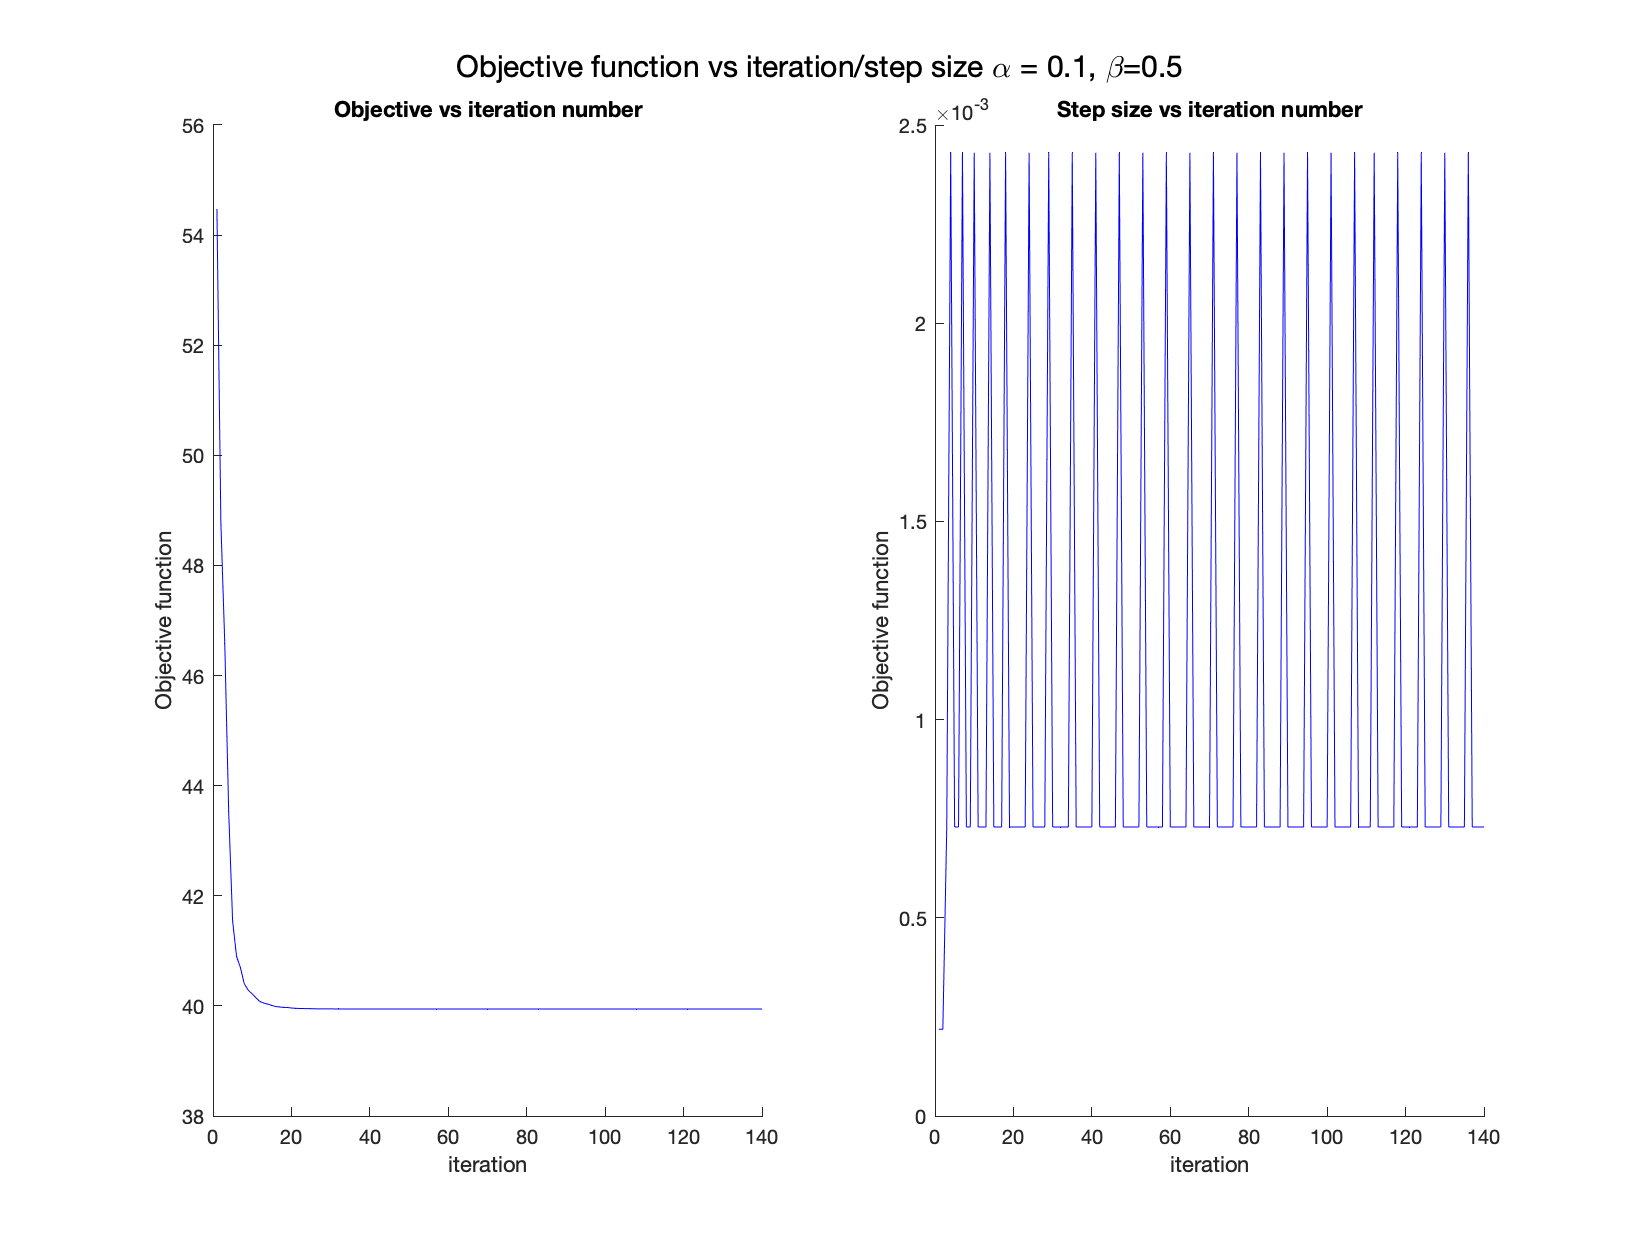 Objective function vs iteration/step size α = 0.1, β=0.5
Objective vs iteration number
56
54
52
50
48
46
44
42
40
38
0 20 40 60 80 100 120 140
iteration
Objective function
Step size vs iteration number
×10-3
2.5
2
1.5
1
0.5
0
0 20 40 60 80 100 120 140
iteration
Objective function